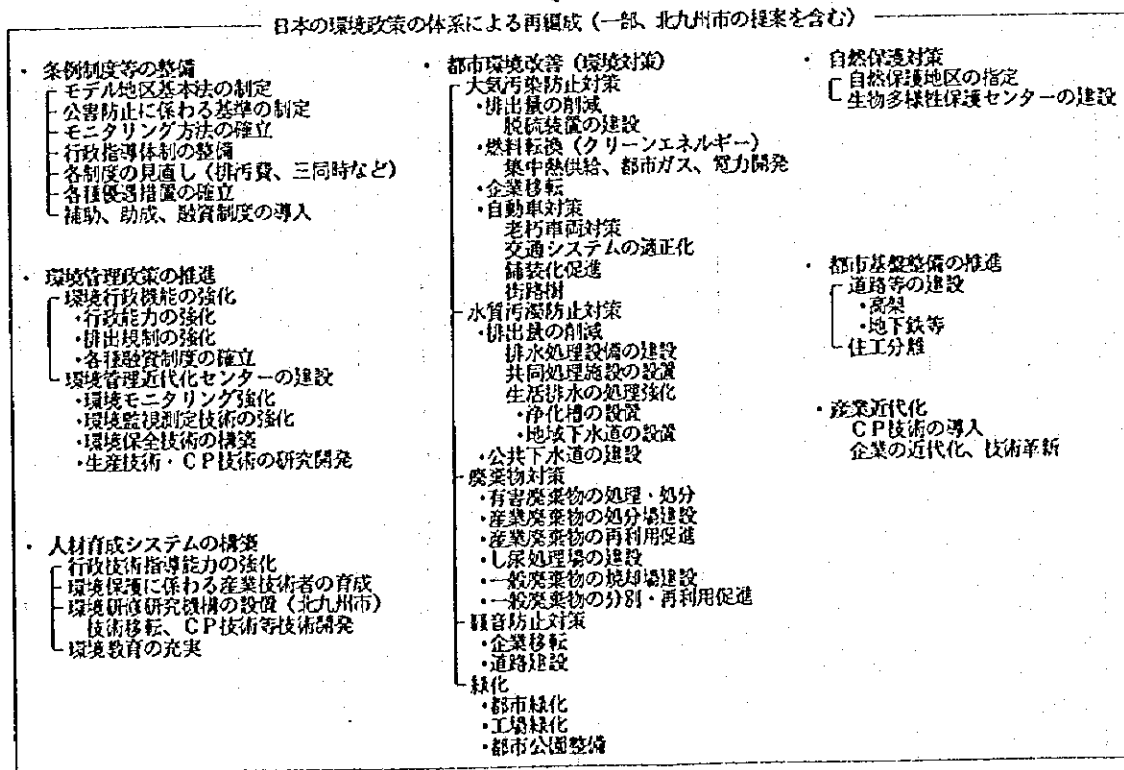 日本の環境政策の体系による再編成（一部、北九州市の提案を含む）
・条例制度等の整備
モデル地区基本法の制定
公害防止に係わる基準の制定
モニタリング方法の確立
行政指導体制の整備
各制度の見直し（排汚費、三同時など）
各種優遇措置の確立
補助、助成、融資制度の導入
・環境管理政策の推進
環境行政機能の強化
・行政能力の強化
・排出規制の強化
・各種融資制度の確立
環境管理近代化センターの建設
・環境モニタリング強化
・環境監視測定技術の強化
・環境保全技術の構築
・生産技術・ＣＰ技術の研究開発
・人材育成システムの構築
行政技術指導能力の強化
環境保護に係わる産業技術者の育成
環境研修研究機構の設置（北九州市）
技術移転、ＣＰ技術等技術開発
環境教育の充実
・都市環境改善（環境対策）
大気汚染防止対策
・排出量の削減
脱硫装置の建設
・燃料転換（クリーンエネルギー）
集中熱供給、都市ガス、電力開発
・企業移転
・自動車対策
老朽車両対策
交通システムの適正化
舗装化促進
街路樹
水質汚濁防止対策
・排出量の削減
排水処理設備の建設
共同処理施設の設置
生活排水の処理強化
・浄化槽の設置
・地域下水道の設置
・公共下水道の建設
廃棄物対策
・有害廃棄物の処理・処分
・産業廃棄物の処分場建設
・産業廃棄物の再利用促進
・し尿処理場の建設
・一般廃棄物の焼却場建設
・一般廃棄物の分別・再利用促進
騒音防止対策
・企業移転
・道路建設
緑化
・都市緑化
・工場緑化
・都市公園整備
・自然保護対策
自然保護地区の指定
生物多様性保護センターの建設
・都市基盤整備の推進
道路等の建設
・高架
・地下鉄等
住工分離
・産業近代化
ＣＰ技術の導入
企業の近代化、技術革新